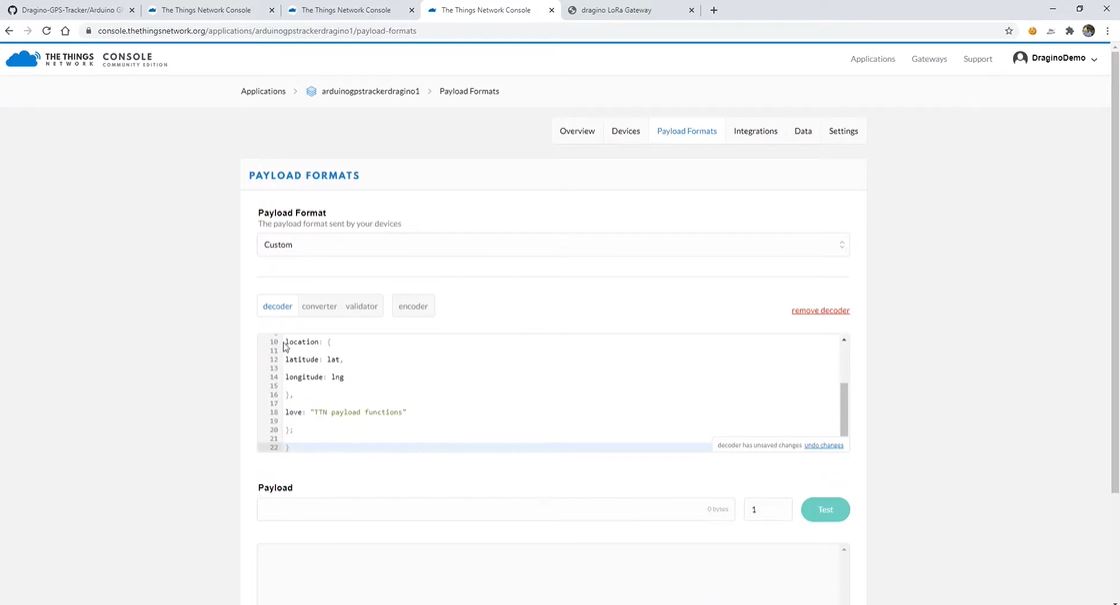 Dragino-GPS-Tracker/Arduino GP
The Things Network Console
The Things Network Console
The Things Network Console
dragino LoRa Gateway
console.thethingsnetwork.org/applications/arduinogpstrackerdragino1/payload-formats
THE THINGS NETWORK
CONSOLE
COMMUNITY EDITION
Applications
Gateways
Support
DraginoDemo
Applications > arduinogpstrackerdragino1 > Payload Formats
Overview
Devices
Payload Formats
Integrations
Data
Settings
PAYLOAD FORMATS
Payload Format
The payload format sent by your devices
Custom
decoder
converter
validator
encoder
remove decoder
10 location: {
11
12 latitude: lat,
13
14 longitude: lng
15
16 },
17
18 love: "TTN payload functions"
19
20 };
21
22 }
decoder has unsaved changes undo changes
Payload
0 bytes
1
Test